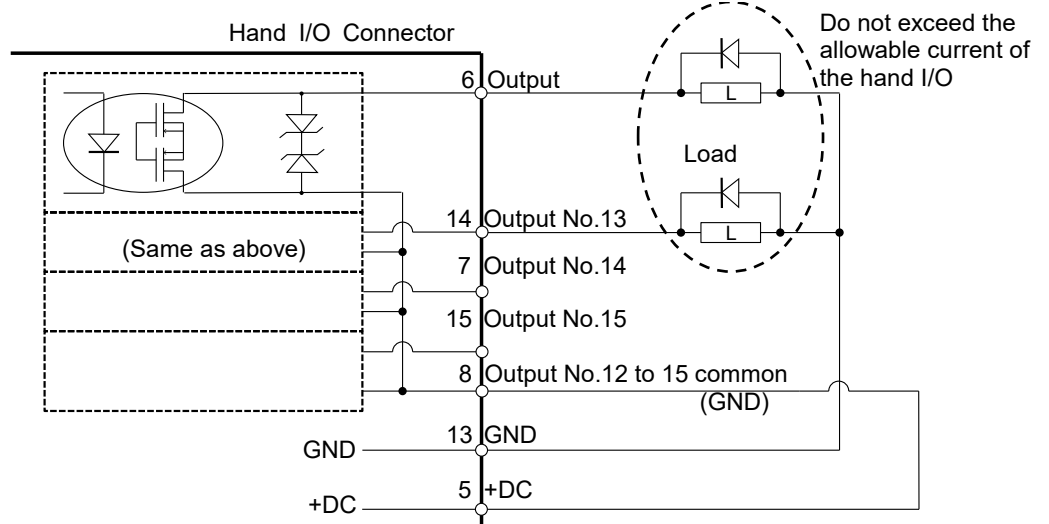 Hand I/O Connector
Do not exceed the
allowable current of
the hand I/O
6 Output
L
Load
14 Output No.13
L
(Same as above)
7 Output No.14
15 Output No.15
8 Output No.12 to 15 common
(GND)
GND 13 GND
+DC 5 +DC